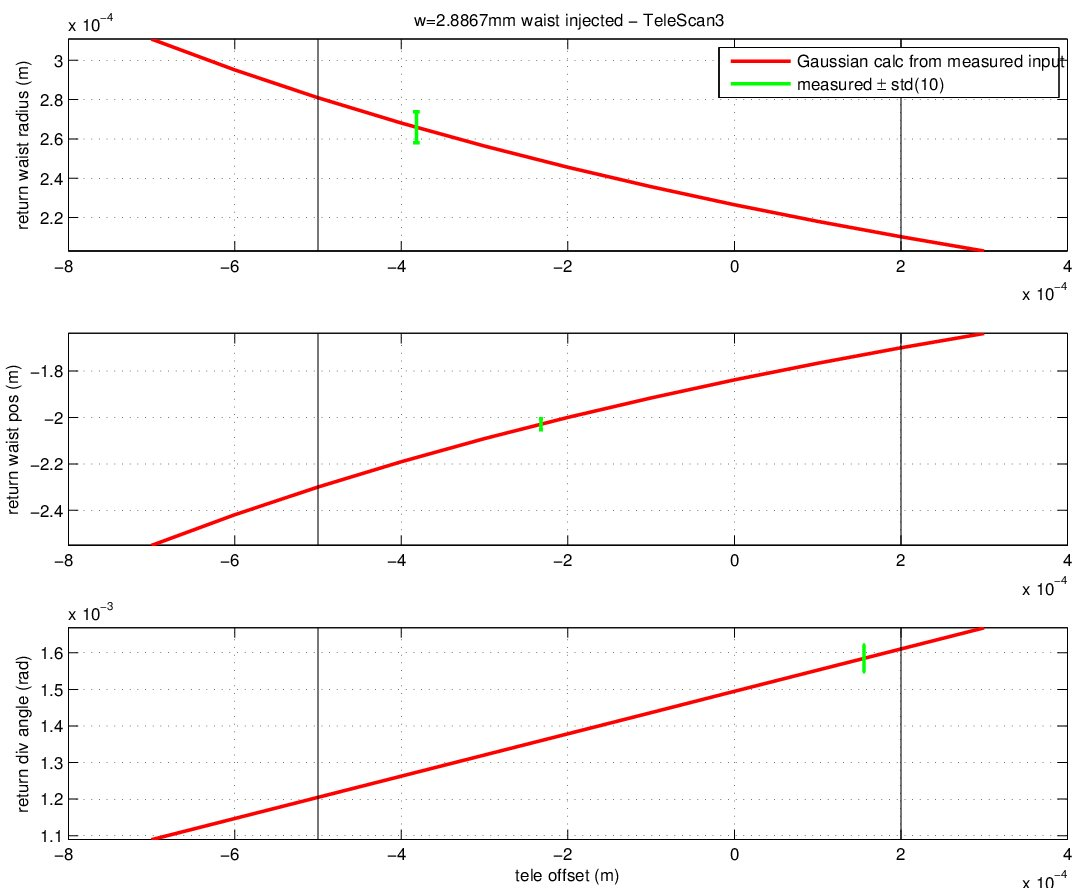 w=2.8867mm waist injected − TeleScan3
x 10−4
return waist radius (m)
3
2.8
2.6
2.4
2.2
Gaussian calc from measured input
measured ± std(10)
−8 −6 −4 −2 0 2 4
x 10−4
return waist pos (m)
−1.8
−2
−2.2
−2.4
−8 −6 −4 −2 0 2 4
x 10−4
x 10−3
return div angle (rad)
1.6
1.5
1.4
1.3
1.2
1.1
−8 −6 −4 −2 0 2 4
tele offset (m)
x 10−4